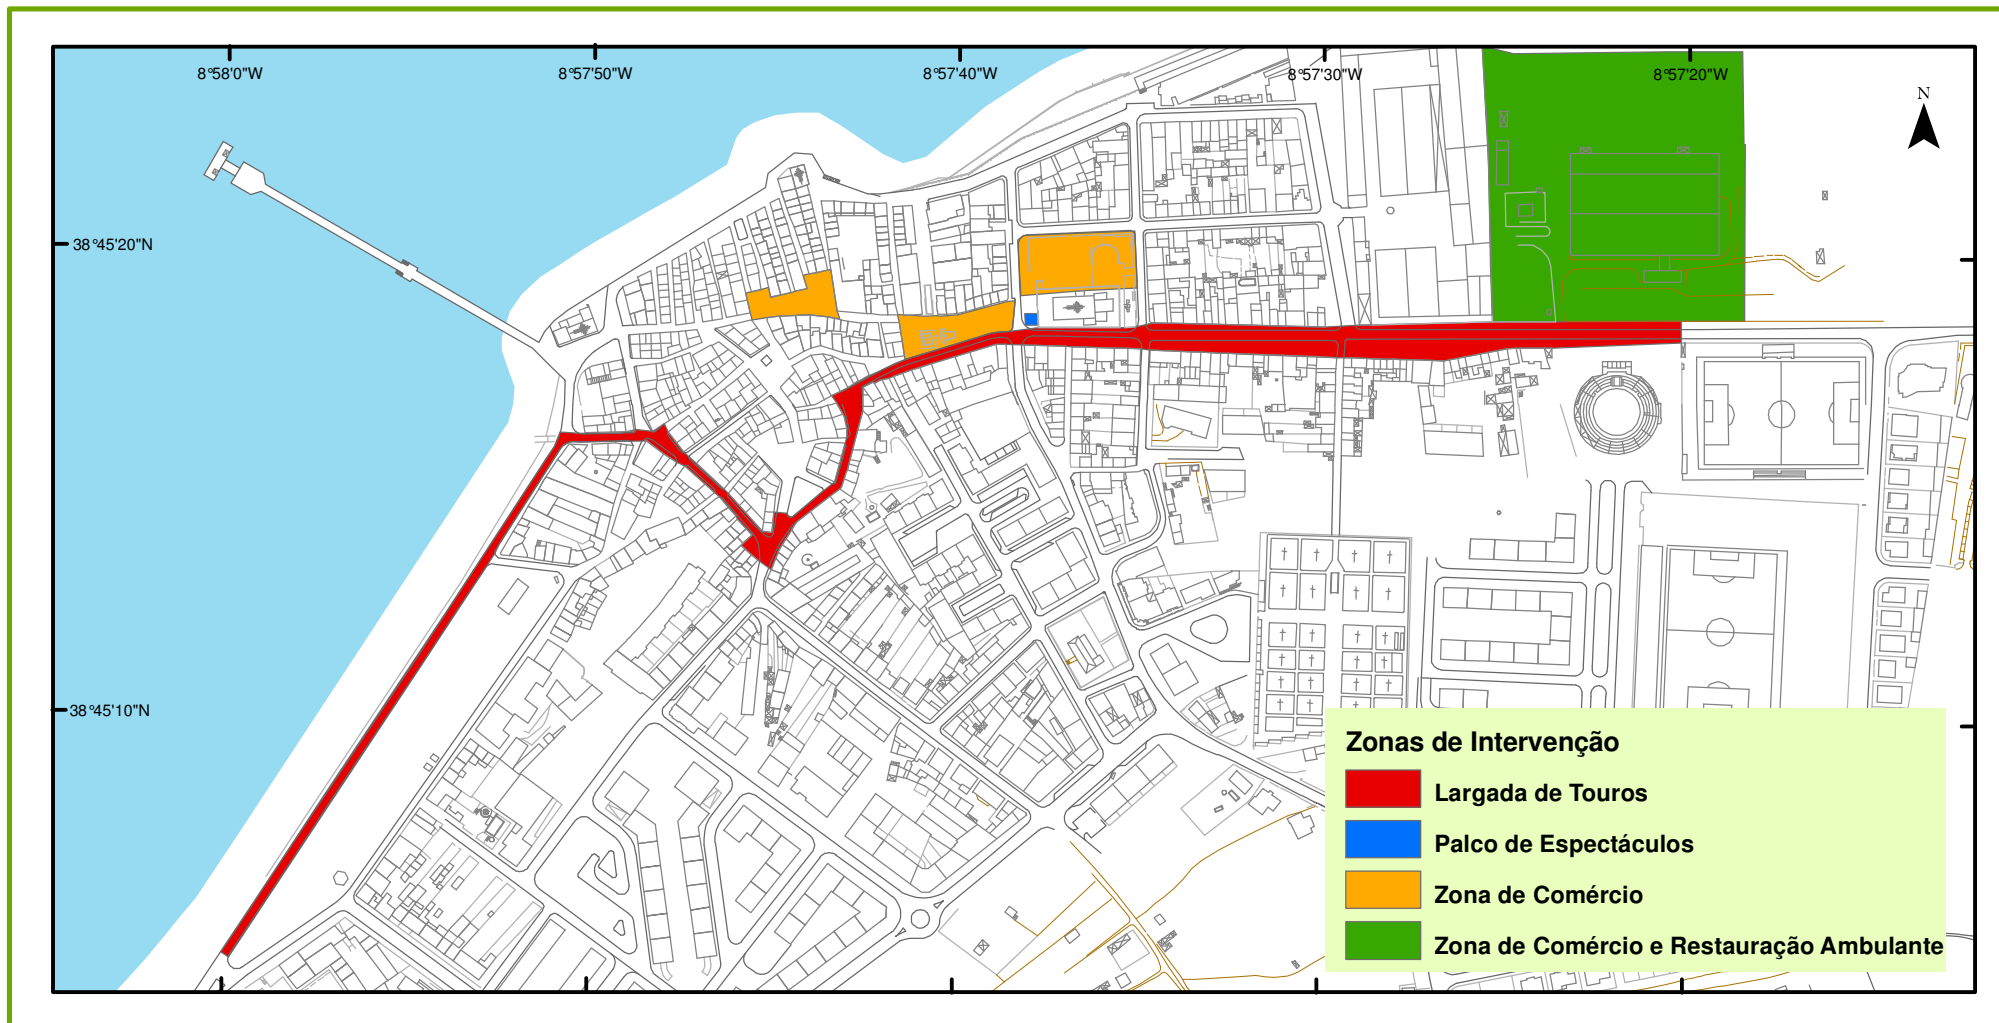 8°58'0"W
8°57'50"W
8°57'40"W
8°57'30"W
8°57'20"W
N
38°45'20"N
38°45'10"N
Zonas de Intervenção
Largada de Touros
Palco de Espectáculos
Zona de Comércio
Zona de Comércio e Restauração Ambulante